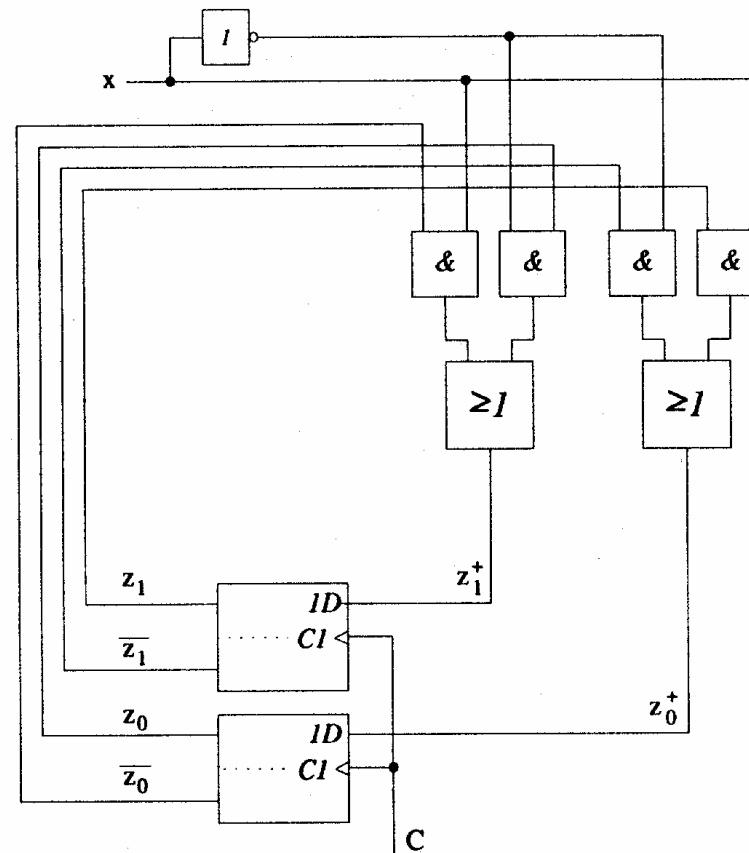 1
x
& & & &
≥1 ≥1
z₁ 1D z₁⁺
z̅₁ C1
z₀ 1D z₀⁺
z̅₀ C1
C